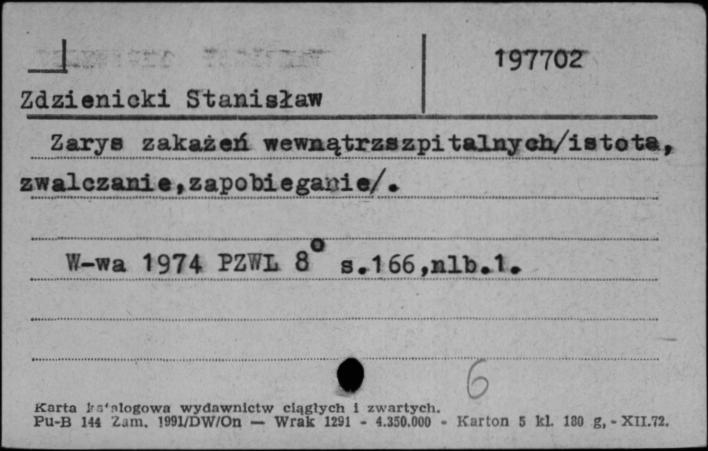 197702
Zdzienicki Stanisław
Zarys zakażeń wewnątrzszpitalnych/istota,
zwalczanie,zapobieganie/.
W-wa 1974 PZWL 8° s.166,nlb.1.
6
Karta katalogowa wydawnictw ciągłych i zwartych.
Pu-B 144 Zam. 1991/DW/On — Wrak 1291 - 4.350.000 - Karton 5 kl. 180 g, - XII.72.